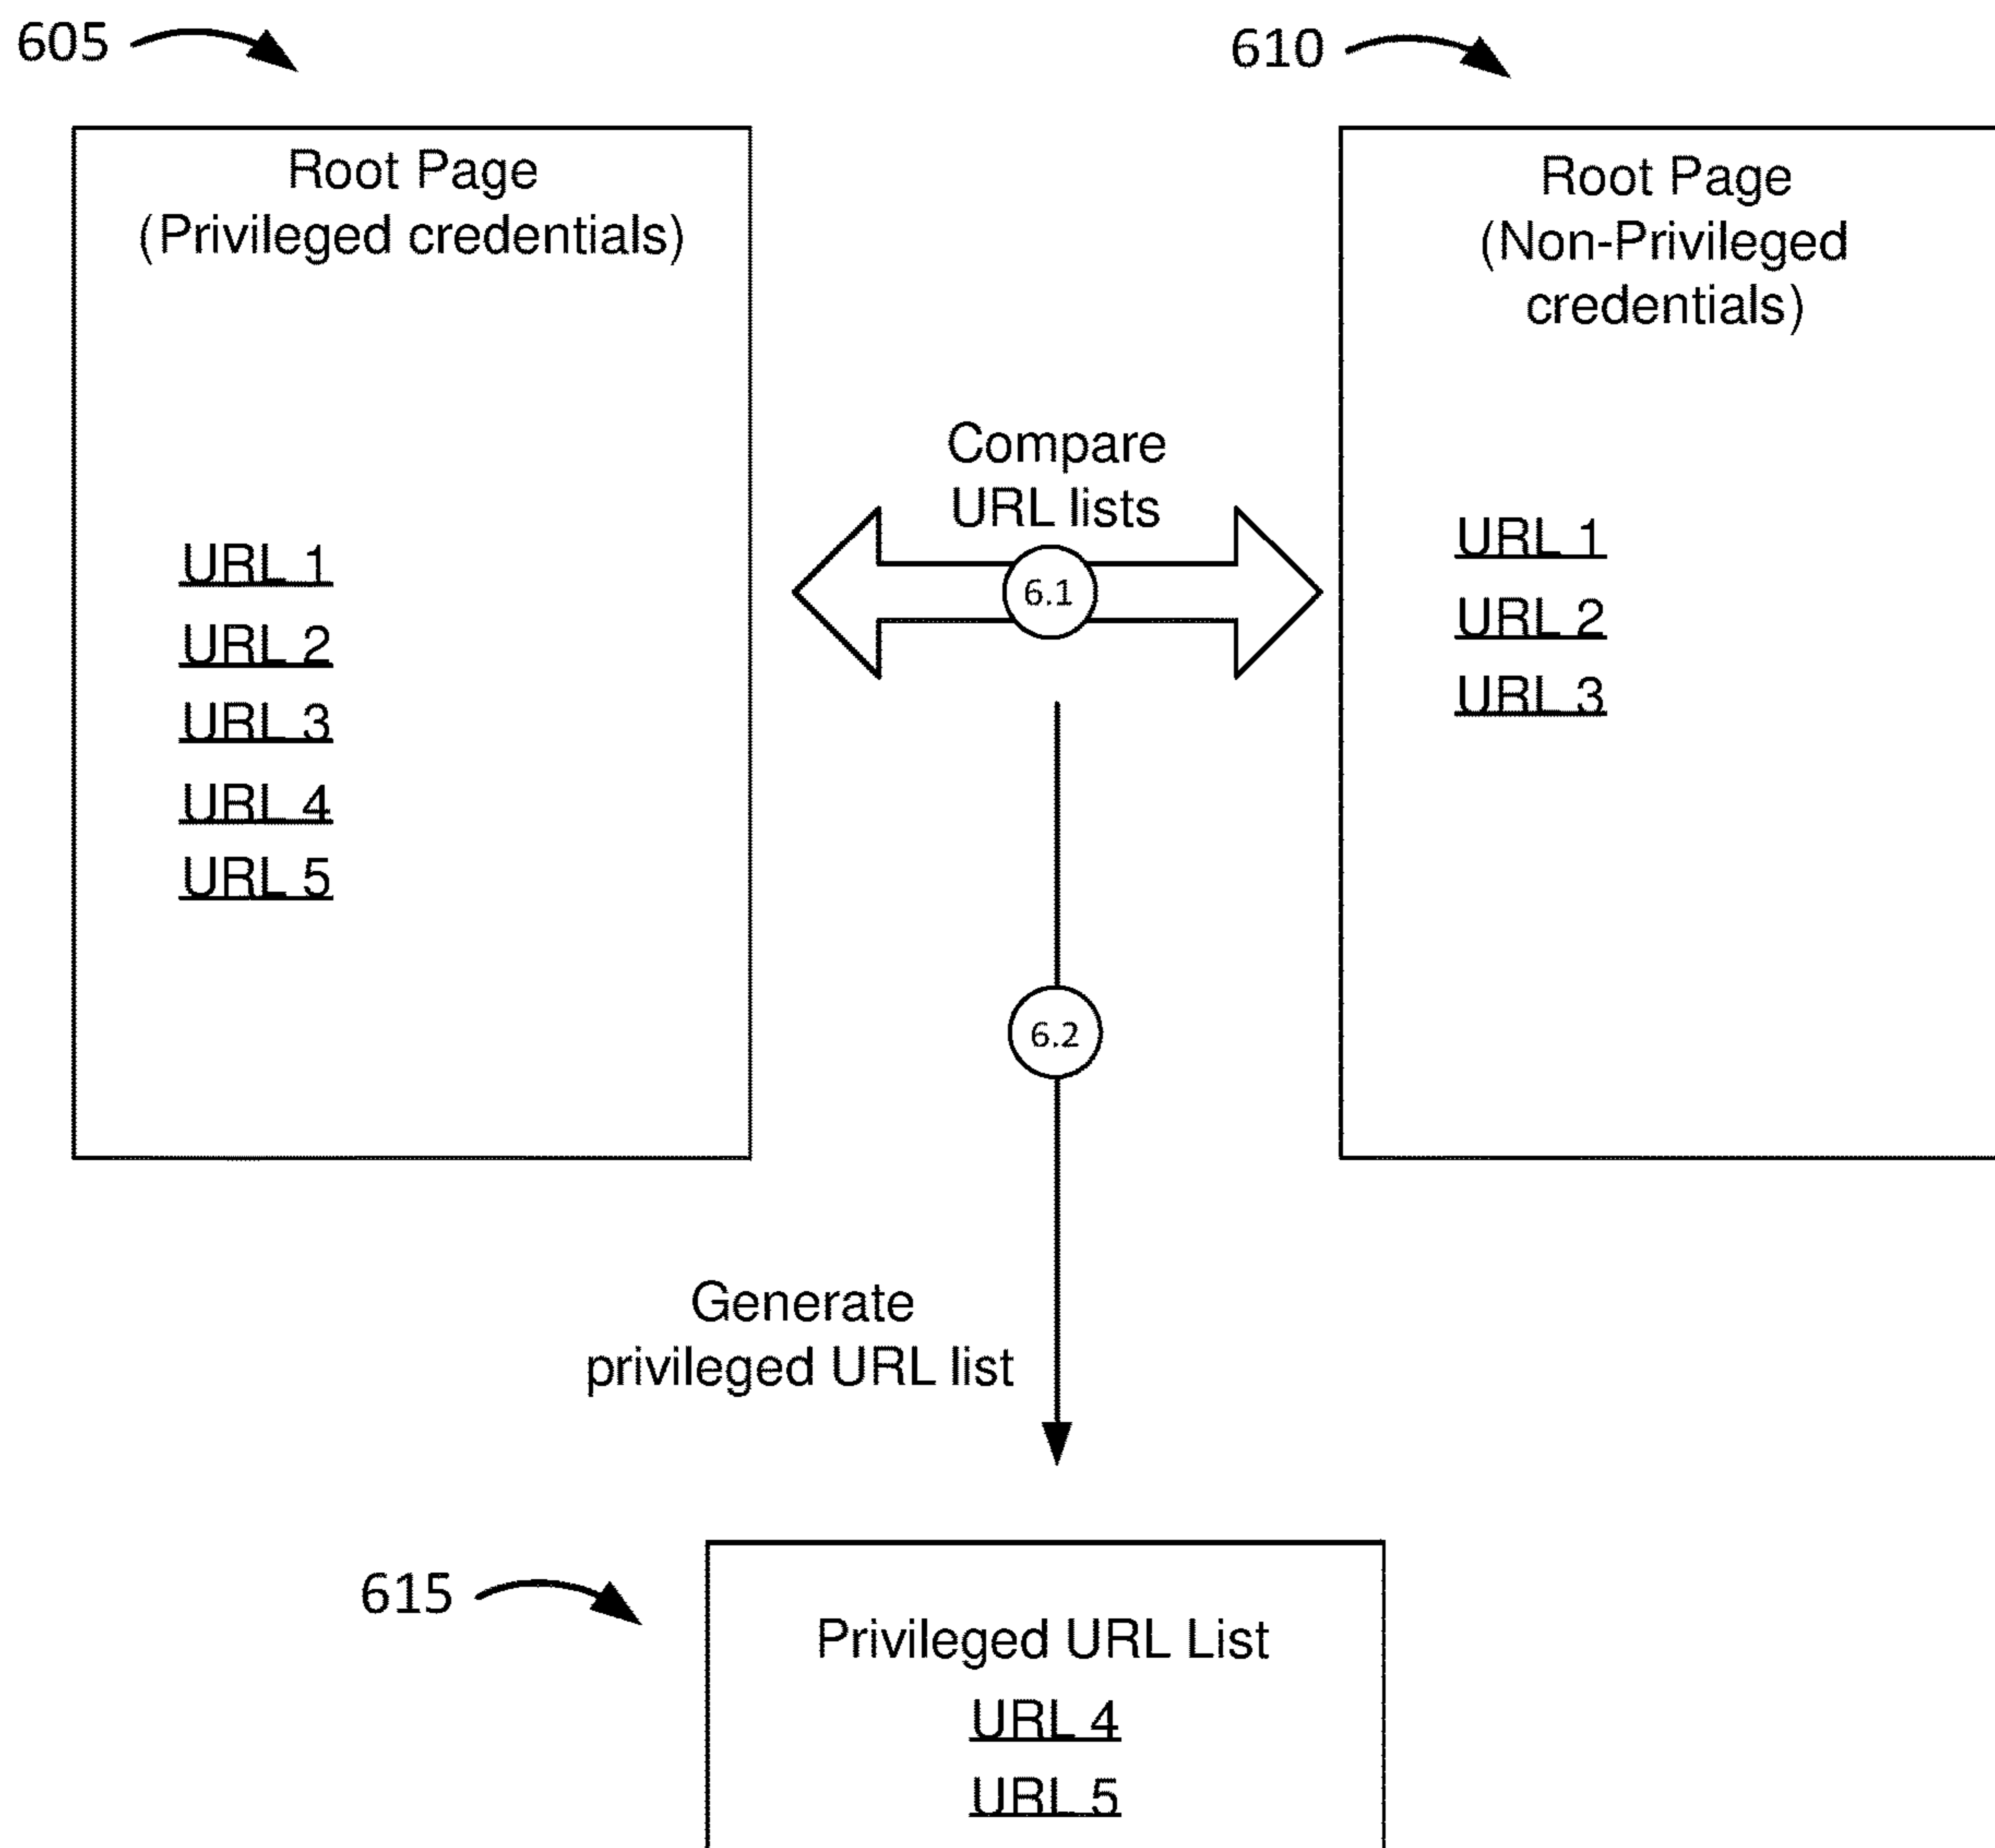 605
610
Root Page
(Privileged credentials)
URL 1
URL 2
URL 3
URL 4
URL 5
Root Page
(Non-Privileged
credentials)
URL 1
URL 2
URL 3
Compare
URL lists
6.1
6.2
Generate
privileged URL list
615
Privileged URL List
URL 4
URL 5